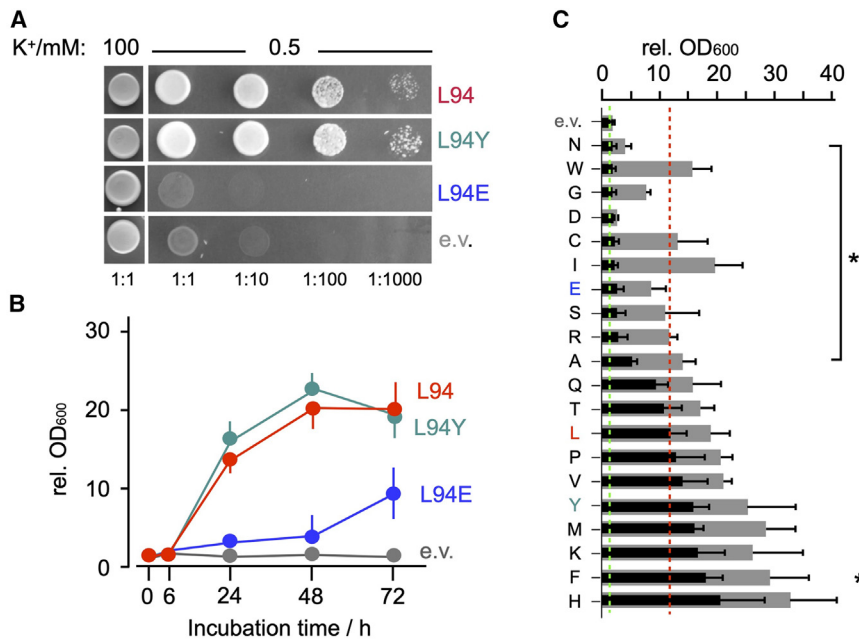 A
K⁺/mM: 100 0.5
L94
L94Y
L94E
e.v.
1:1 1:1 1:10 1:100 1:1000
B
30
20
10
0
rel. OD₆₀₀
L94
L94Y
L94E
e.v.
0 6 24 48 72
Incubation time / h
C
rel. OD₆₀₀
0 10 20 30 40
e.v.
N
W
G
D
C
I
E
S
R
A
Q
T
L
P
V
Y
M
K
F
H
*
*